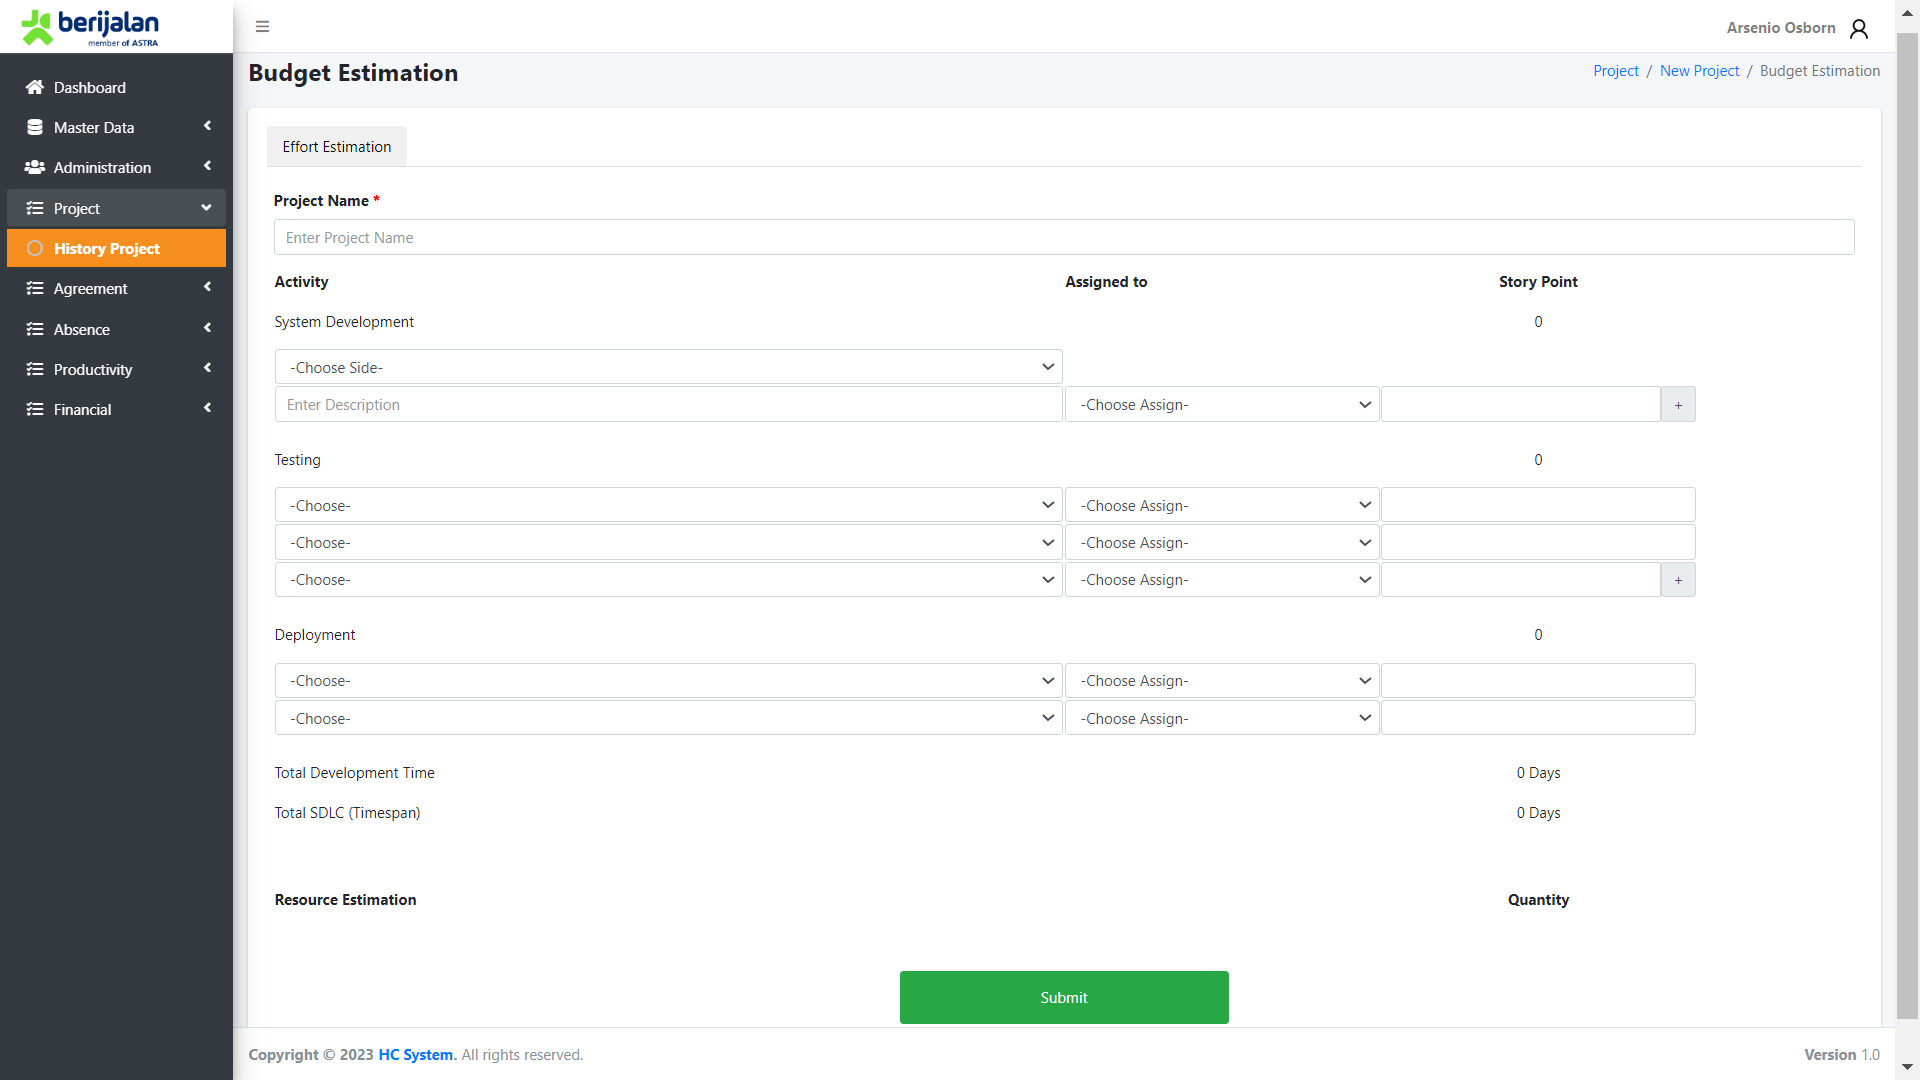 berijalan
member of ASTRA
Arsenio Osborn
Dashboard
Master Data
Administration
Project
History Project
Agreement
Absence
Productivity
Financial
Budget Estimation
Project / New Project / Budget Estimation
Effort Estimation
Project Name *
Enter Project Name
Activity Assigned to Story Point
System Development 0
-Choose Side-
Enter Description -Choose Assign- +
Testing 0
-Choose- -Choose Assign-
-Choose- -Choose Assign-
-Choose- -Choose Assign- +
Deployment 0
-Choose- -Choose Assign-
-Choose- -Choose Assign-
Total Development Time 0 Days
Total SDLC (Timespan) 0 Days
Resource Estimation Quantity
Submit
Copyright © 2023 HC System. All rights reserved. Version 1.0